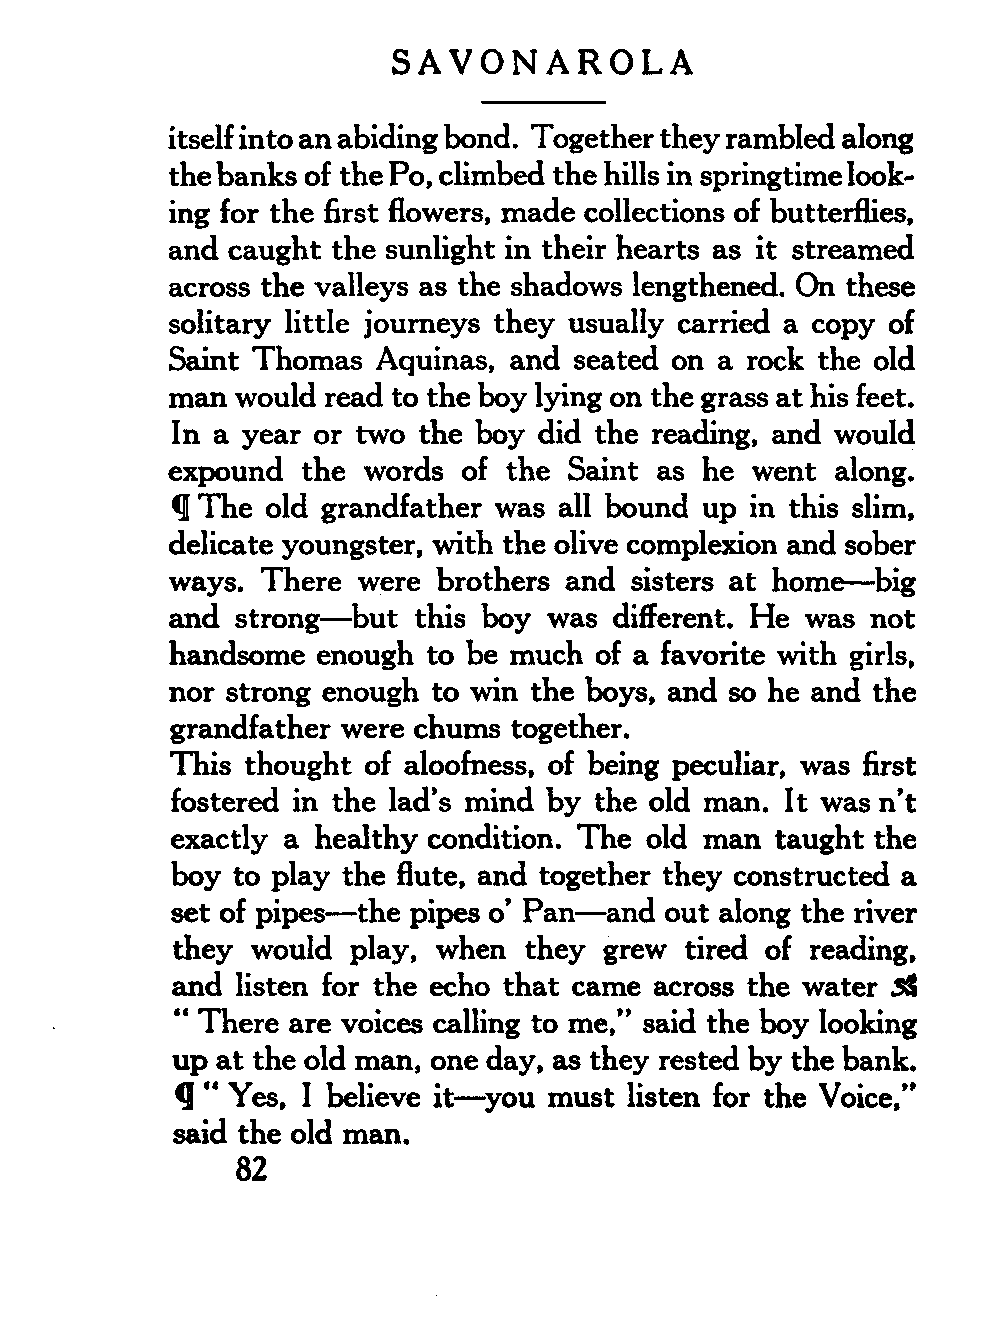 SAVONAROLA
itself into an abiding bond. Together they rambled along
the banks of the Po, climbed the hills in springtime look-
ing for the first flowers, made collections of butterflies,
and caught the sunlight in their hearts as it streamed
across the valleys as the shadows lengthened. On these
solitary little journeys they usually carried a copy of
Saint Thomas Aquinas, and seated on a rock the old
man would read to the boy lying on the grass at his feet.
In a year or two the boy did the reading, and would
expound the words of the Saint as he went along.
¶ The old grandfather was all bound up in this slim,
delicate youngster, with the olive complexion and sober
ways. There were brothers and sisters at home—big
and strong—but this boy was different. He was not
handsome enough to be much of a favorite with girls,
nor strong enough to win the boys, and so he and the
grandfather were chums together.
This thought of aloofness, of being peculiar, was first
fostered in the lad's mind by the old man. It was n't
exactly a healthy condition. The old man taught the
boy to play the flute, and together they constructed a
set of pipes—the pipes o' Pan—and out along the river
they would play, when they grew tired of reading,
and listen for the echo that came across the water
“ There are voices calling to me,” said the boy looking
up at the old man, one day, as they rested by the bank.
¶ “ Yes, I believe it—you must listen for the Voice,”
said the old man.
82